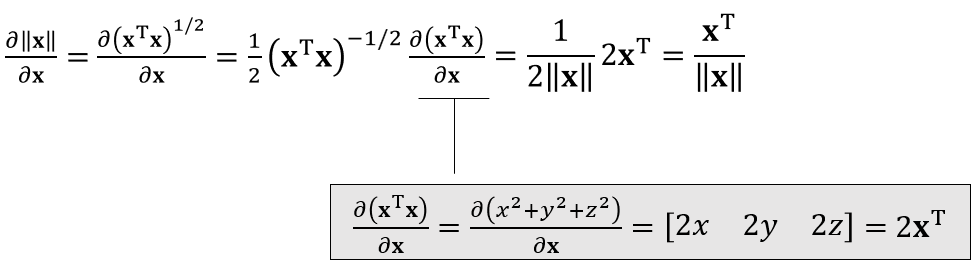 ∂‖𝐱‖/∂𝐱 = ∂(𝐱ᵀ𝐱)^{1/2}/∂𝐱 = 1/2 (𝐱ᵀ𝐱)^{−1/2} ∂(𝐱ᵀ𝐱)/∂𝐱 = 1/(2‖𝐱‖) 2𝐱ᵀ = 𝐱ᵀ/‖𝐱‖
∂(𝐱ᵀ𝐱)/∂𝐱 = ∂(x²+y²+z²)/∂𝐱 = [2x 2y 2z] = 2𝐱ᵀ